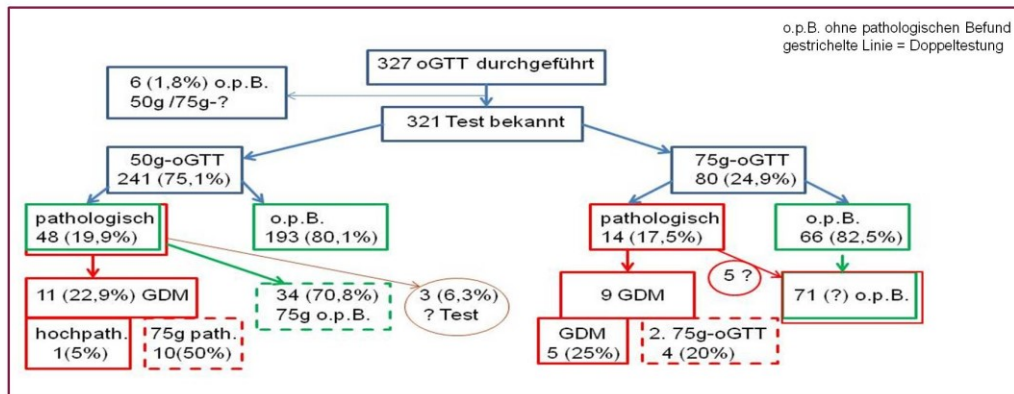 o.p.B. ohne pathologischen Befund
gestrichelte Linie = Doppeltestung
327 oGTT durchgeführt
6 (1,8%) o.p.B.
50g /75g-?
321 Test bekannt
50g-oGTT
241 (75,1%)
75g-oGTT
80 (24,9%)
pathologisch
48 (19,9%)
o.p.B.
193 (80,1%)
pathologisch
14 (17,5%)
o.p.B.
66 (82,5%)
11 (22,9%) GDM
34 (70,8%)
75g o.p.B.
3 (6,3%)
? Test
9 GDM
5 ?
71 (?) o.p.B.
hochpath.
1(5%)
75g path.
10(50%)
GDM
5 (25%)
2. 75g-oGTT
4 (20%)